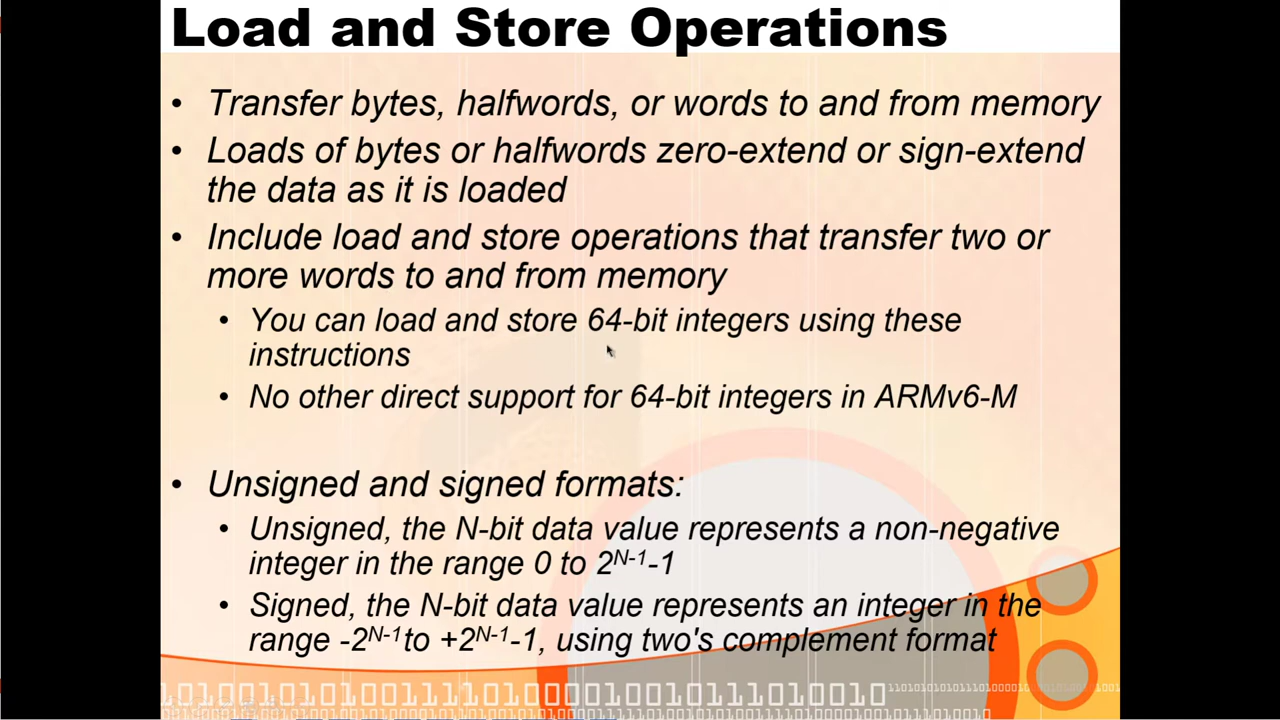 Load and Store Operations
• Transfer bytes, halfwords, or words to and from memory
• Loads of bytes or halfwords zero-extend or sign-extend
the data as it is loaded
• Include load and store operations that transfer two or
more words to and from memory
• You can load and store 64-bit integers using these
instructions
• No other direct support for 64-bit integers in ARMv6-M
• Unsigned and signed formats:
• Unsigned, the N-bit data value represents a non-negative
integer in the range 0 to 2^N-1-1
• Signed, the N-bit data value represents an integer in the
range -2^N-1 to +2^N-1-1, using two's complement format